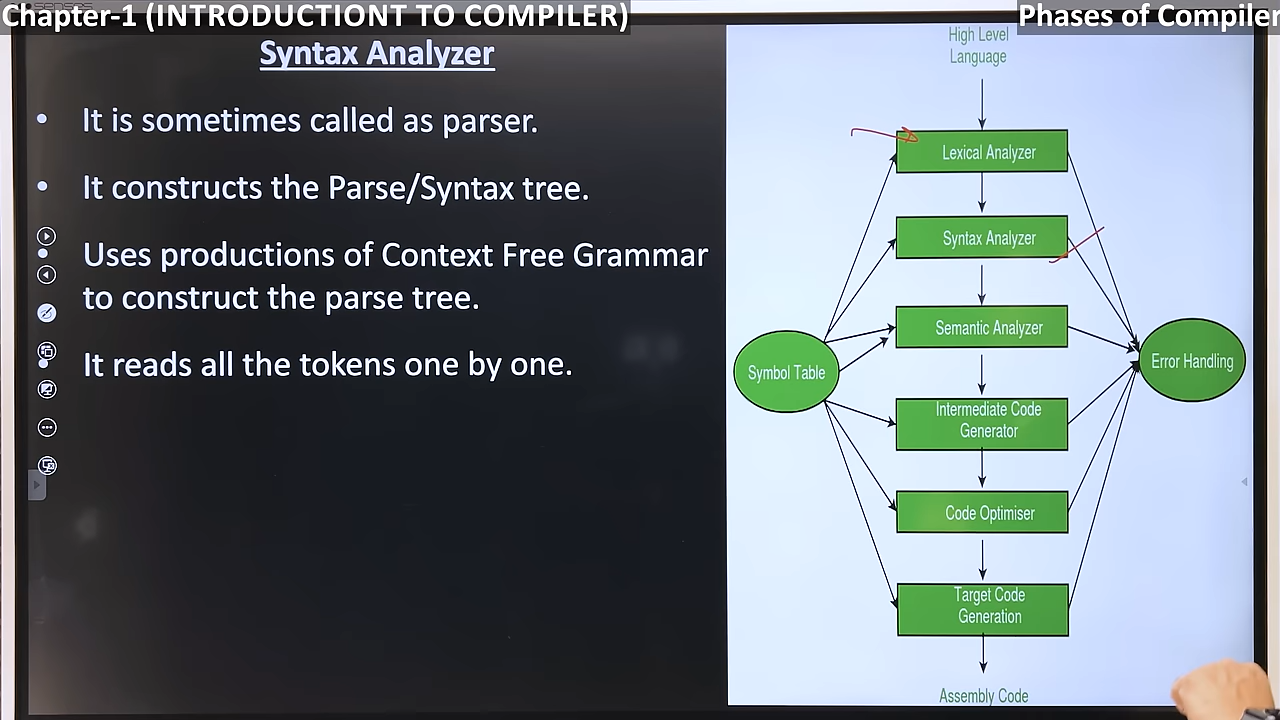 Chapter-1 (INTRODUCTIONT TO COMPILER)
Phases of Compiler
Syntax Analyzer
• It is sometimes called as parser.
• It constructs the Parse/Syntax tree.
• Uses productions of Context Free Grammar
to construct the parse tree.
• It reads all the tokens one by one.
High Level
Language
Lexical Analyzer
Syntax Analyzer
Semantic Analyzer
Symbol Table
Error Handling
Intermediate Code
Generator
Code Optimiser
Target Code
Generation
Assembly Code